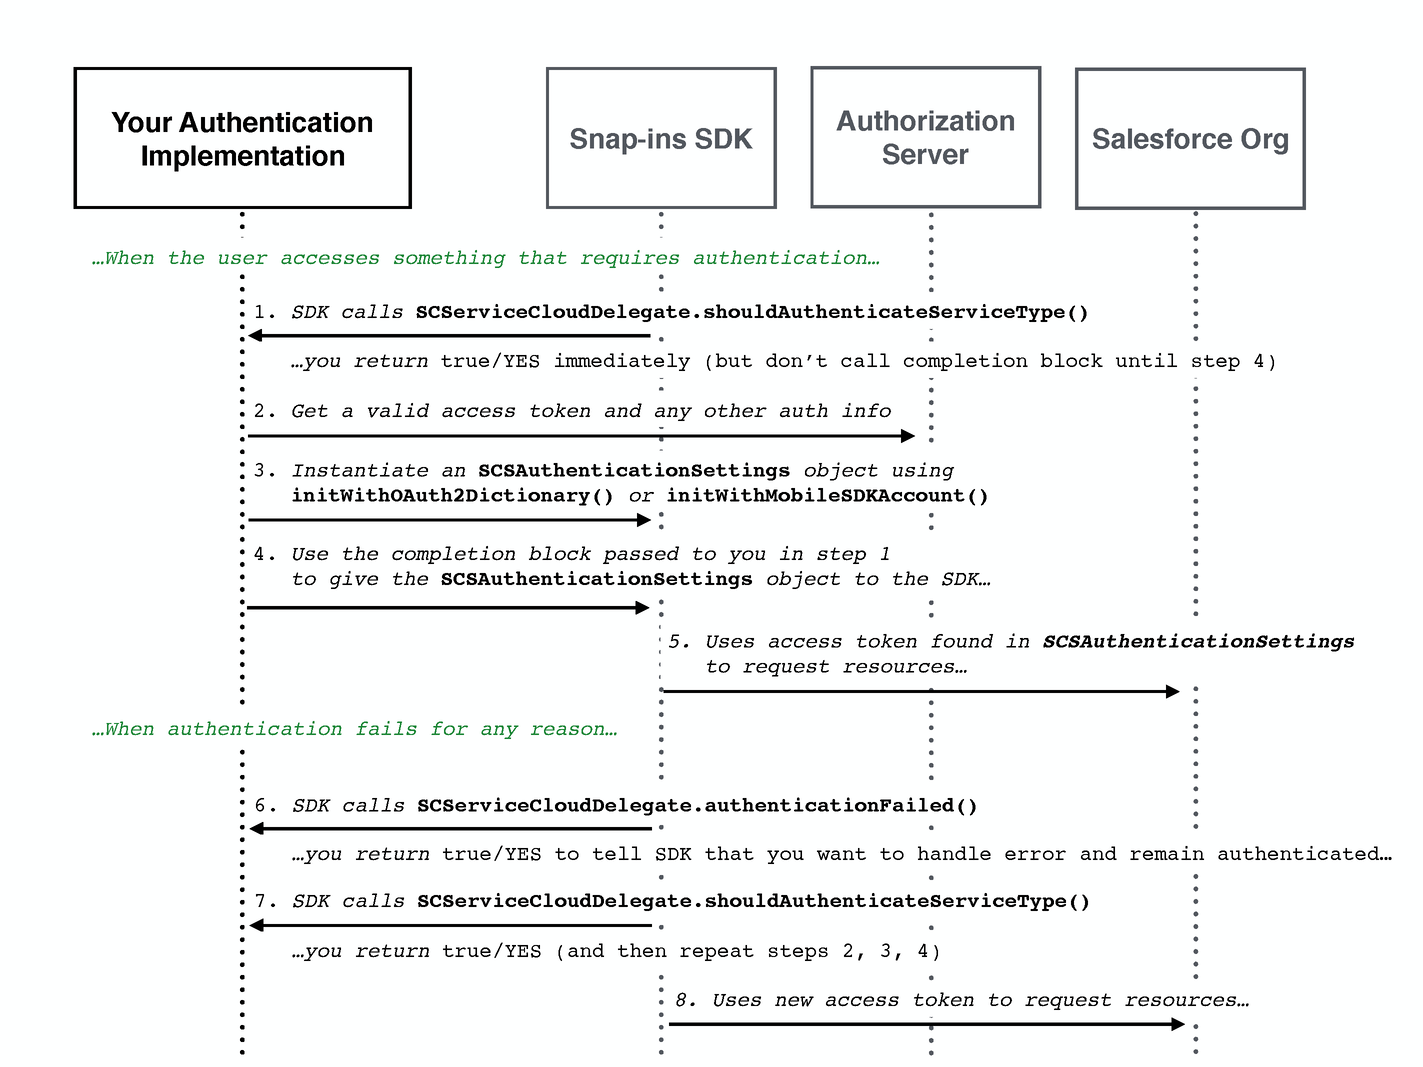 Your Authentication
Implementation
Snap-ins SDK
Authorization
Server
Salesforce Org
…When the user accesses something that requires authentication…
1. SDK calls SCServiceCloudDelegate.shouldAuthenticateServiceType()
…you return true/YES immediately (but don’t call completion block until step 4)
2. Get a valid access token and any other auth info
3. Instantiate an SCSAuthenticationSettings object using
initWithOAuth2Dictionary() or initWithMobileSDKAccount()
4. Use the completion block passed to you in step 1
to give the SCSAuthenticationSettings object to the SDK…
5. Uses access token found in SCSAuthenticationSettings
to request resources…
…When authentication fails for any reason…
6. SDK calls SCServiceCloudDelegate.authenticationFailed()
…you return true/YES to tell SDK that you want to handle error and remain authenticated…
7. SDK calls SCServiceCloudDelegate.shouldAuthenticateServiceType()
…you return true/YES (and then repeat steps 2, 3, 4)
8. Uses new access token to request resources…